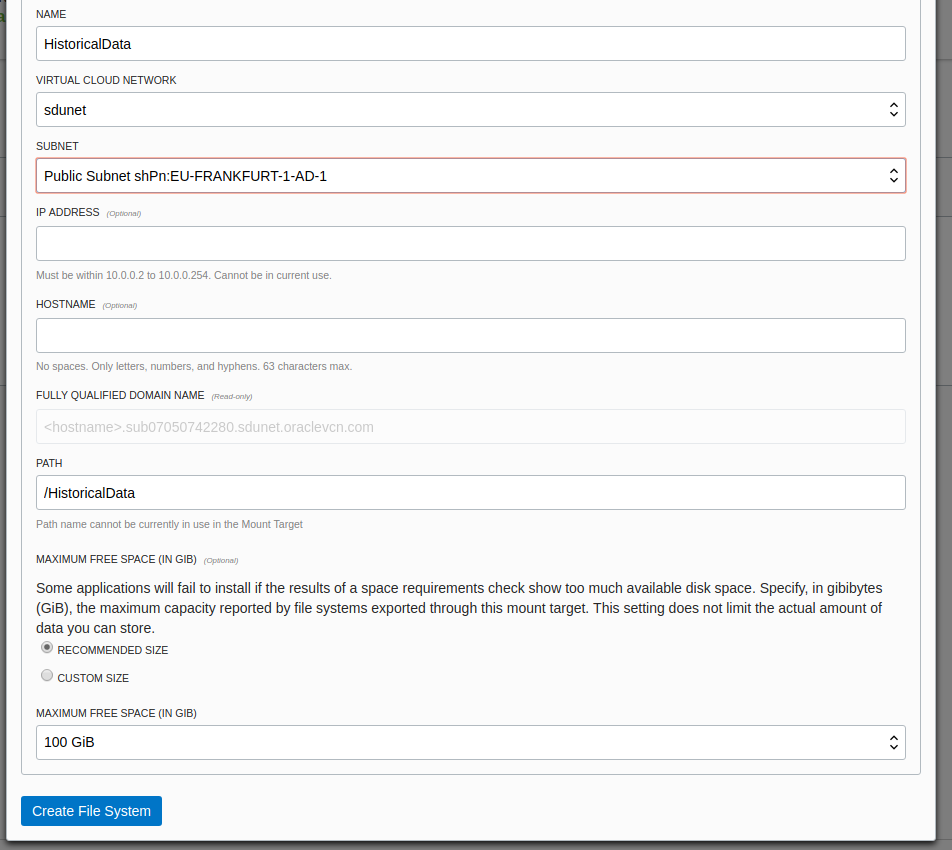 NAME
HistoricalData
VIRTUAL CLOUD NETWORK
sdunet
SUBNET
Public Subnet shPn:EU-FRANKFURT-1-AD-1
IP ADDRESS (Optional)
Must be within 10.0.0.2 to 10.0.0.254. Cannot be in current use.
HOSTNAME (Optional)
No spaces. Only letters, numbers, and hyphens. 63 characters max.
FULLY QUALIFIED DOMAIN NAME (Read-only)
<hostname>.sub07050742280.sdunet.oraclevcn.com
PATH
/HistoricalData
Path name cannot be currently in use in the Mount Target
MAXIMUM FREE SPACE (IN GIB) (Optional)
Some applications will fail to install if the results of a space requirements check show too much available disk space. Specify, in gibibytes
(GiB), the maximum capacity reported by file systems exported through this mount target. This setting does not limit the actual amount of
data you can store.
RECOMMENDED SIZE
CUSTOM SIZE
MAXIMUM FREE SPACE (IN GIB)
100 GiB
Create File System